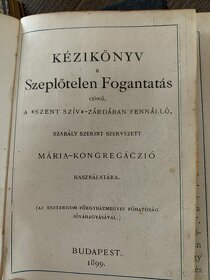 KÉZIKÖNYV
a
Szeplőtelen Fogantatás
czimű,
A «SZENT SZÍV»-ZÁRDÁBAN FENNÁLLÓ,
SZABÁLY SZERINT SZERVEZETT
MÁRIA-KONGREGÁCZIÓ
HASZNÁLATÁRA.
(AZ ESZTERGOM-FŐEGYHÁZMEGYEI FŐHATÓSÁG
JÓVÁHAGYÁSÁVAL.)
BUDAPEST.
1899.